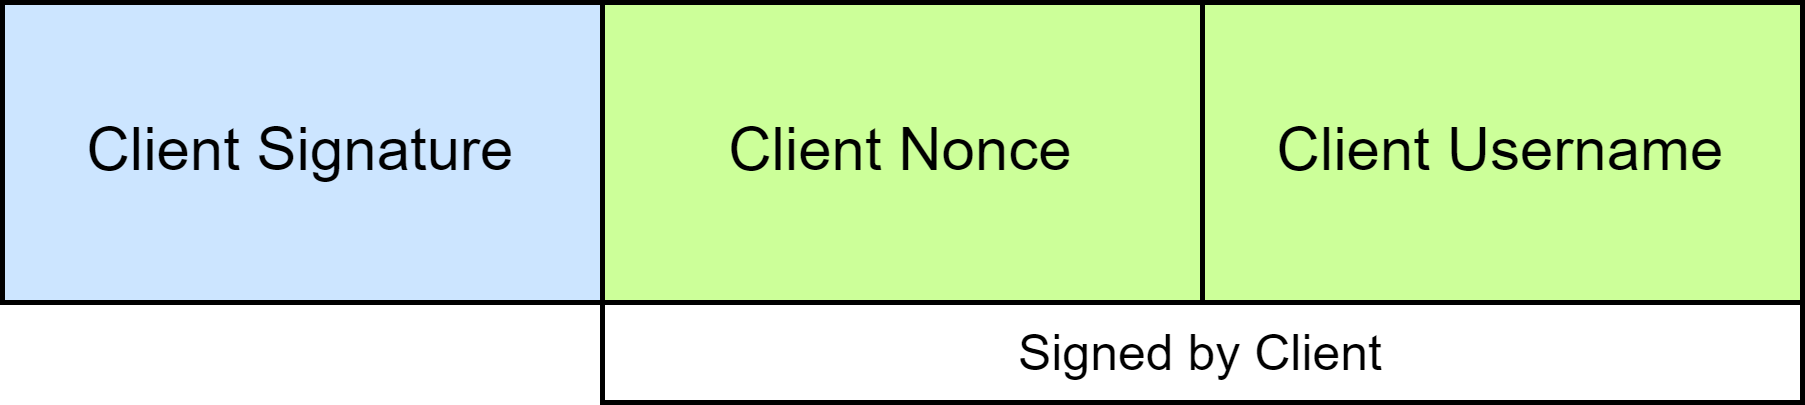 Client Signature
Client Nonce
Client Username
Signed by Client